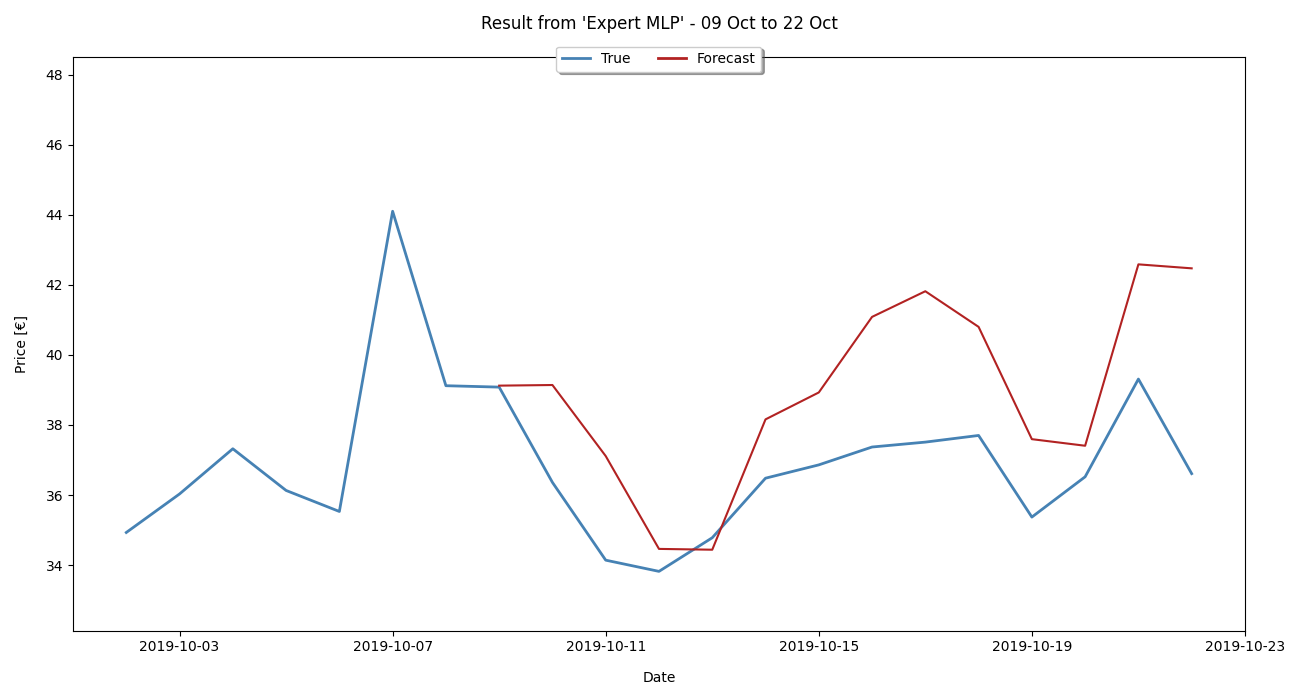 Result from 'Expert MLP' - 09 Oct to 22 Oct
True Forecast
48
46
44
42
40
38
36
34
Price [€]
2019-10-03 2019-10-07 2019-10-11 2019-10-15 2019-10-19 2019-10-23
Date